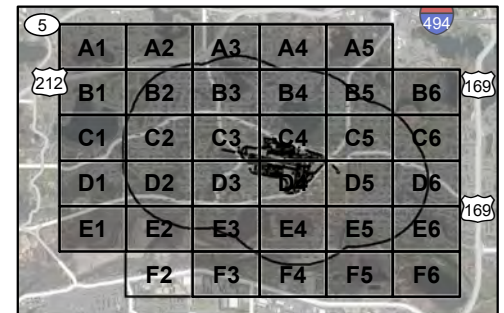 5
494
A1 A2 A3 A4 A5
212
169
B1 B2 B3 B4 B5 B6
C1 C2 C3 C4 C5 C6
D1 D2 D3 D4 D5 D6
169
E1 E2 E3 E4 E5 E6
F2 F3 F4 F5 F6